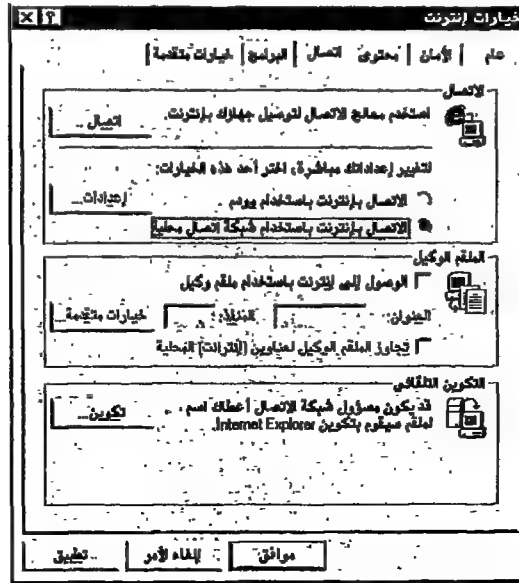 خيارات إنترنت
عام
الأمان
محتوى
اتصال
البرامج
خيارات متقدمة
الاتصال
استخدم معالج الاتصال لتوصيل جهازك بإنترنت.
اتصال ...
لتغيير إعداداتك مباشرة، اختر أحد هذه الخيارات:
الاتصال بإنترنت باستخدام مودم
إعدادات...
الاتصال بإنترنت باستخدام شبكة اتصال محلية
الملقم الوكيل
الوصول إلى إنترنت باستخدام ملقم وكيل
العنوان:
المنفذ:
خيارات متقدمة...
تجاوز الملقم الوكيل لعناوين (إنترانت) المحلية
التكوين التلقائي
قد يكون مسؤول شبكة الاتصال أعطاك اسم
لملقم سيقوم بتكوين Internet Explorer.
تكوين...
موافق
إلغاء الأمر
تطبيق